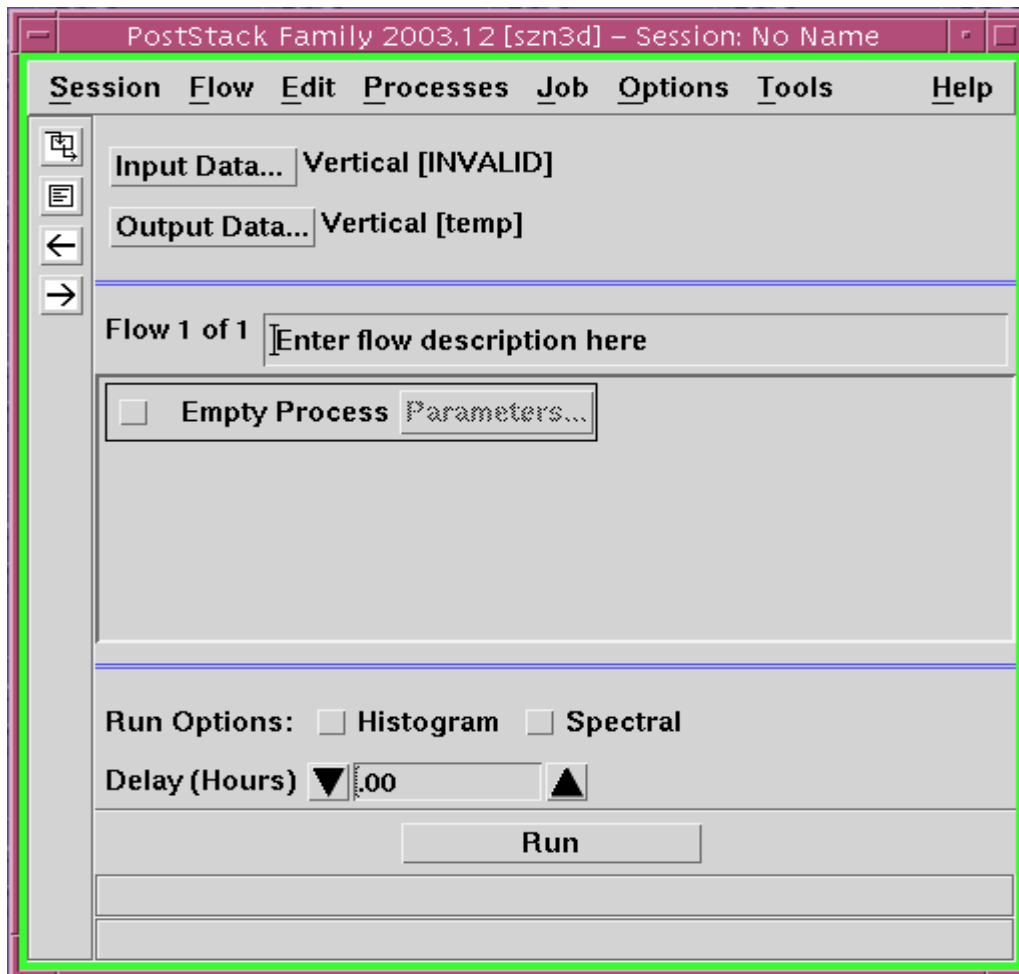 PostStack Family 2003.12 [szn3d] – Session: No Name
Session Flow Edit Processes Job Options Tools Help
Input Data... Vertical [INVALID]
Output Data... Vertical [temp]
Flow 1 of 1 Enter flow description here
Empty Process Parameters...
Run Options: Histogram Spectral
Delay (Hours) .00
Run